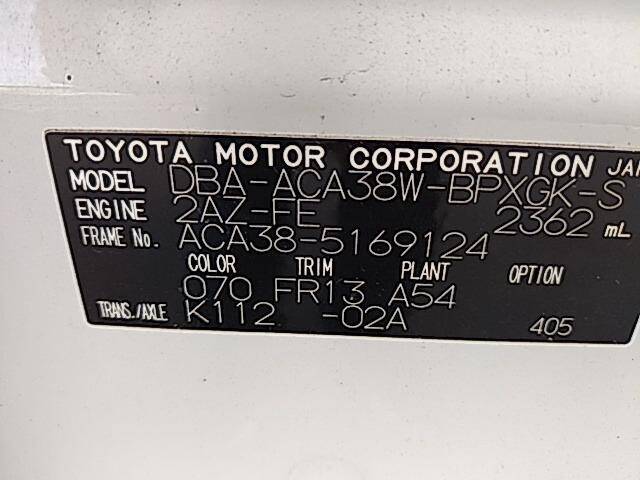 TOYOTA MOTOR CORPORATION JAP
MODEL DBA-ACA38W-BPXGK-S
ENGINE 2AZ-FE 2362 mL
FRAME No. ACA38-5169124
COLOR TRIM PLANT OPTION
070 FR13 A54
TRANS./AXLE K112 -02A 405